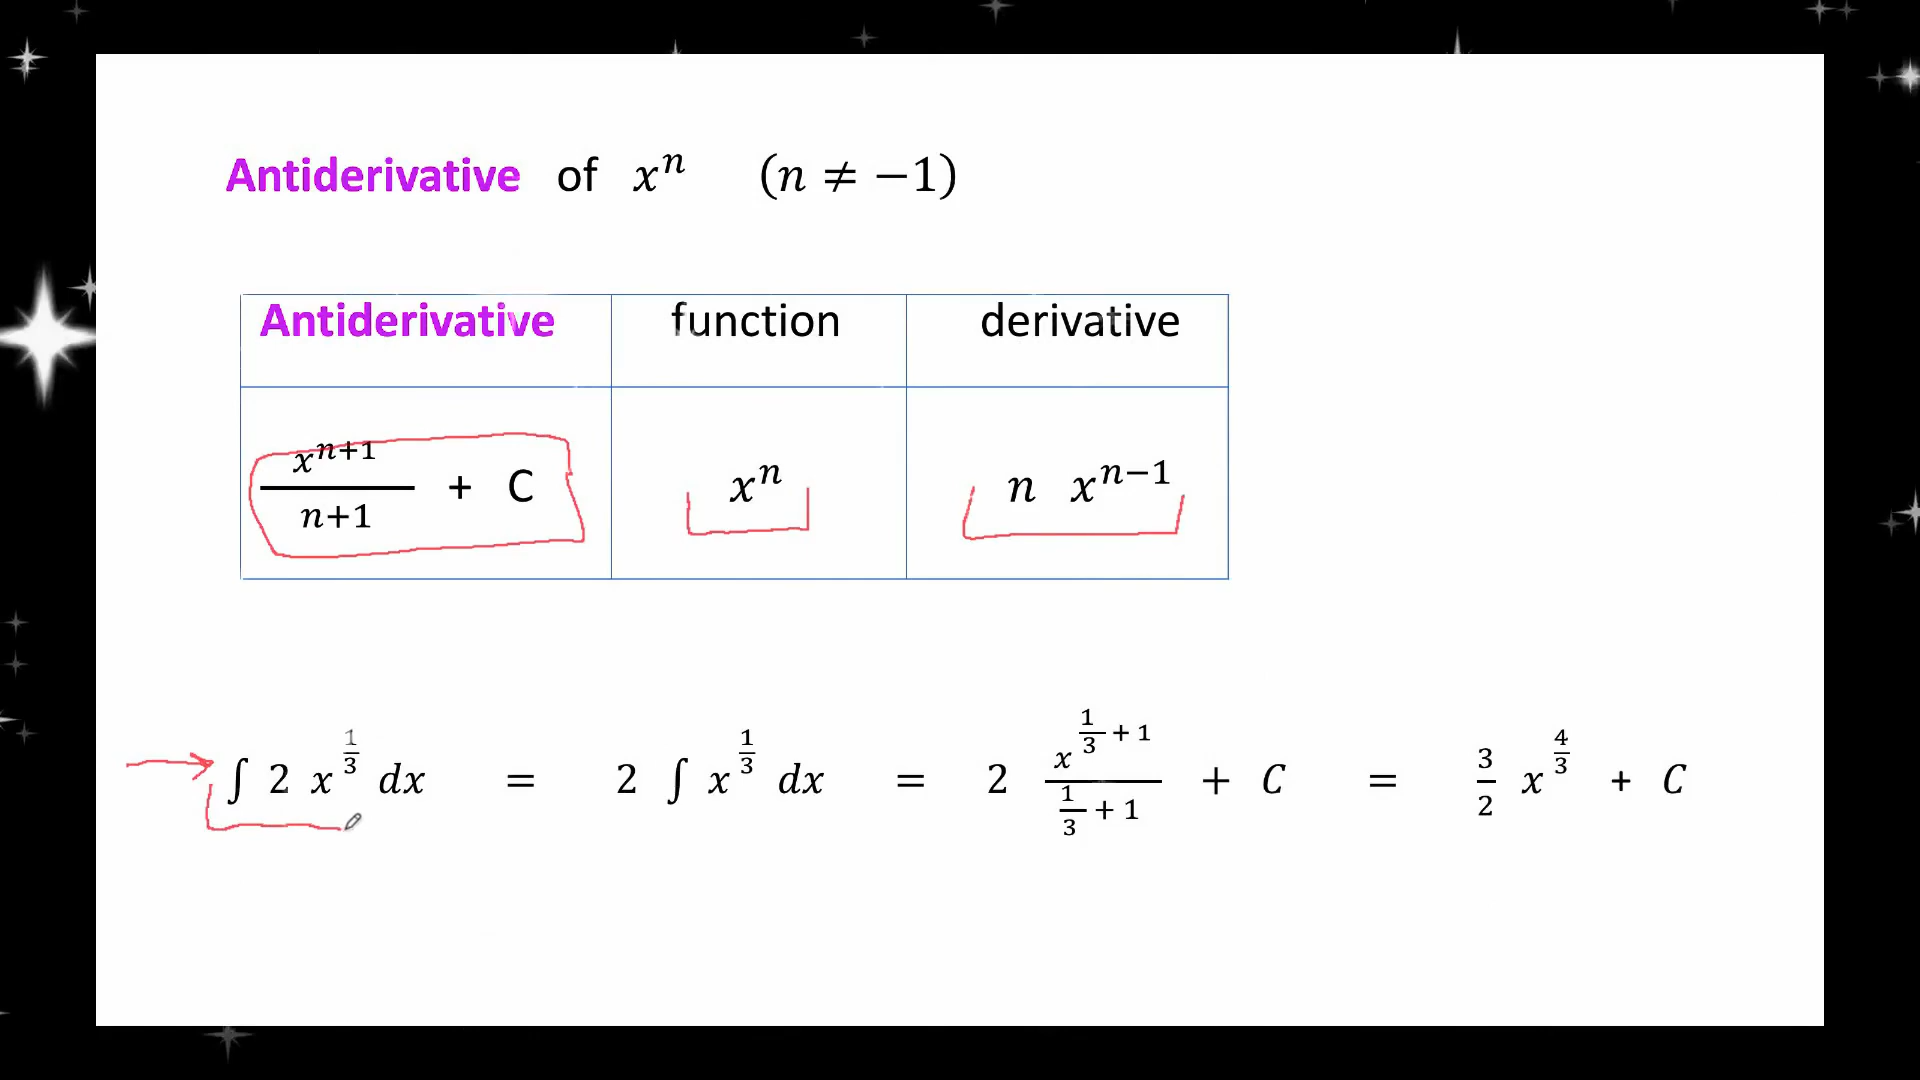 Antiderivative of xⁿ (n ≠ −1)
Antiderivative function derivative
xⁿ⁺¹/n+1 + C xⁿ n xⁿ⁻¹
∫ 2 x^(1/3) dx = 2 ∫ x^(1/3) dx = 2 x^(1/3 + 1)/(1/3 + 1) + C = 3/2 x^(4/3) + C